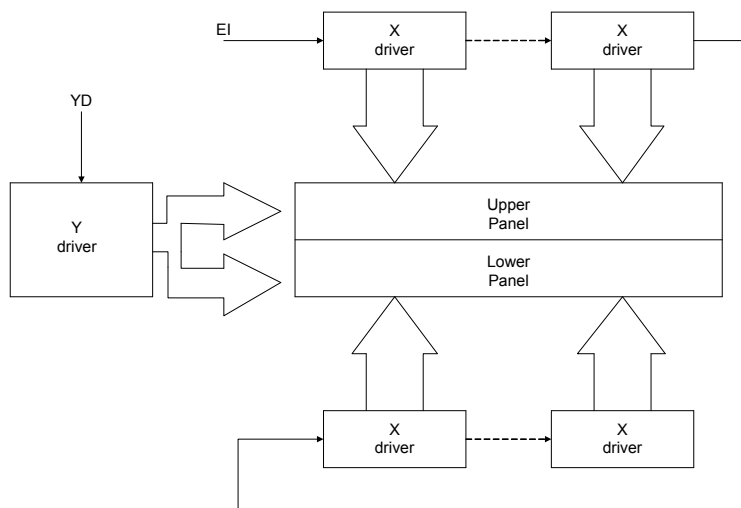 EI
X
driver
X
driver
YD
Y
driver
Upper
Panel
Lower
Panel
X
driver
X
driver